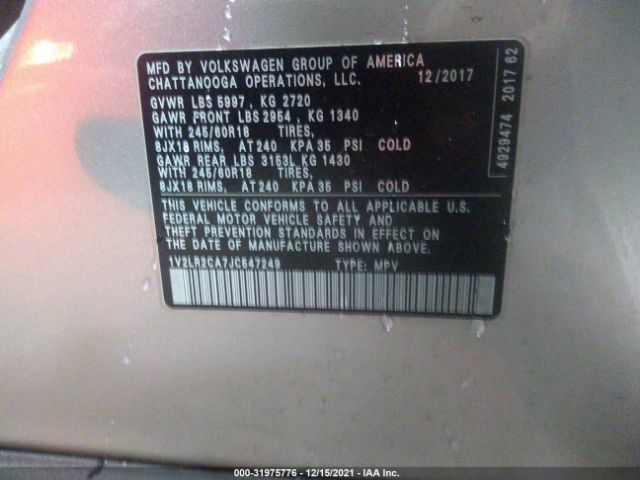 MFD BY VOLKSWAGEN GROUP OF AMERICA
CHATTANOOGA OPERATIONS, LLC. 12/2017
GVWR LBS 5997 , KG 2720
GAWR FRONT LBS 2954 , KG 1340
WITH 245/60R18 TIRES,
8JX18 RIMS, AT 240 KPA 35 PSI COLD
GAWR REAR LBS 3153L KG 1430
WITH 245/60R18 TIRES,
8JX18 RIMS, AT 240 KPA 35 PSI COLD
THIS VEHICLE CONFORMS TO ALL APPLICABLE U.S.
FEDERAL MOTOR VEHICLE SAFETY AND
THEFT PREVENTION STANDARDS IN EFFECT ON
THE DATE OF MANUFACTURE SHOWN ABOVE.
1V2LR2CA7JC547249 TYPE: MPV
4929474 2017 62
000-31975776 - 12/15/2021 - IAA Inc.